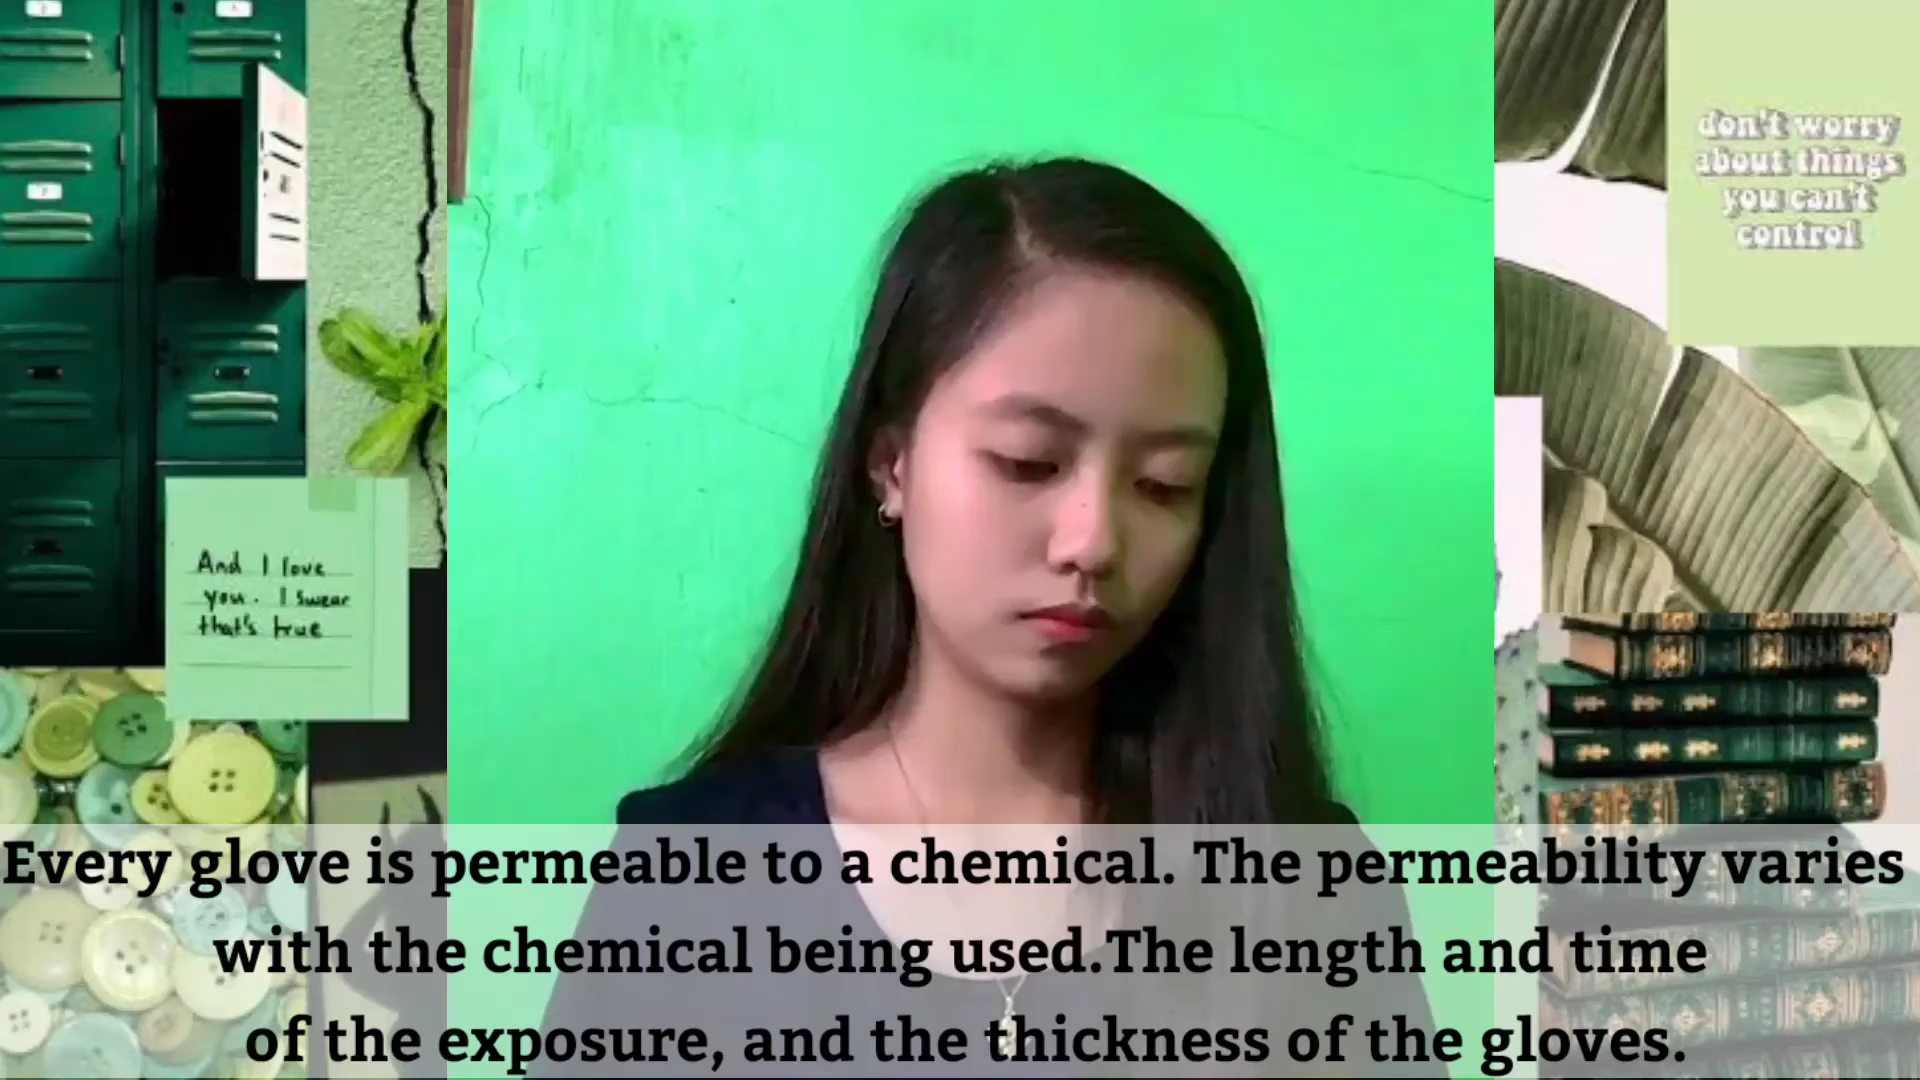 don't worry
about things
you can't
control
And I love
you. I swear
that's true
Every glove is permeable to a chemical. The permeability varies
with the chemical being used.The length and time
of the exposure, and the thickness of the gloves.